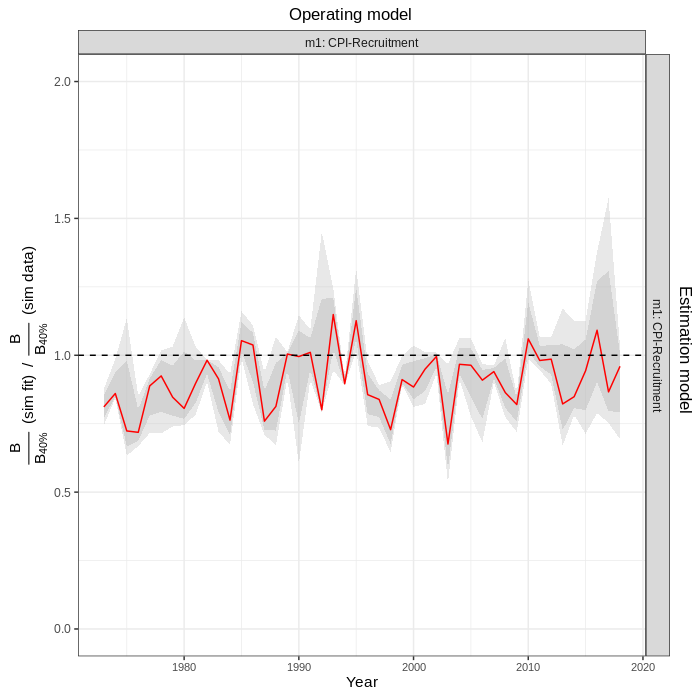 Operating model
m1: CPI-Recruitment
2.0
1.5
1.0
0.5
0.0
B
B40%
(sim fit) /
B
B40%
(sim data)
m1: CPI-Recruitment
Estimation model
1980
1990
2000
2010
2020
Year